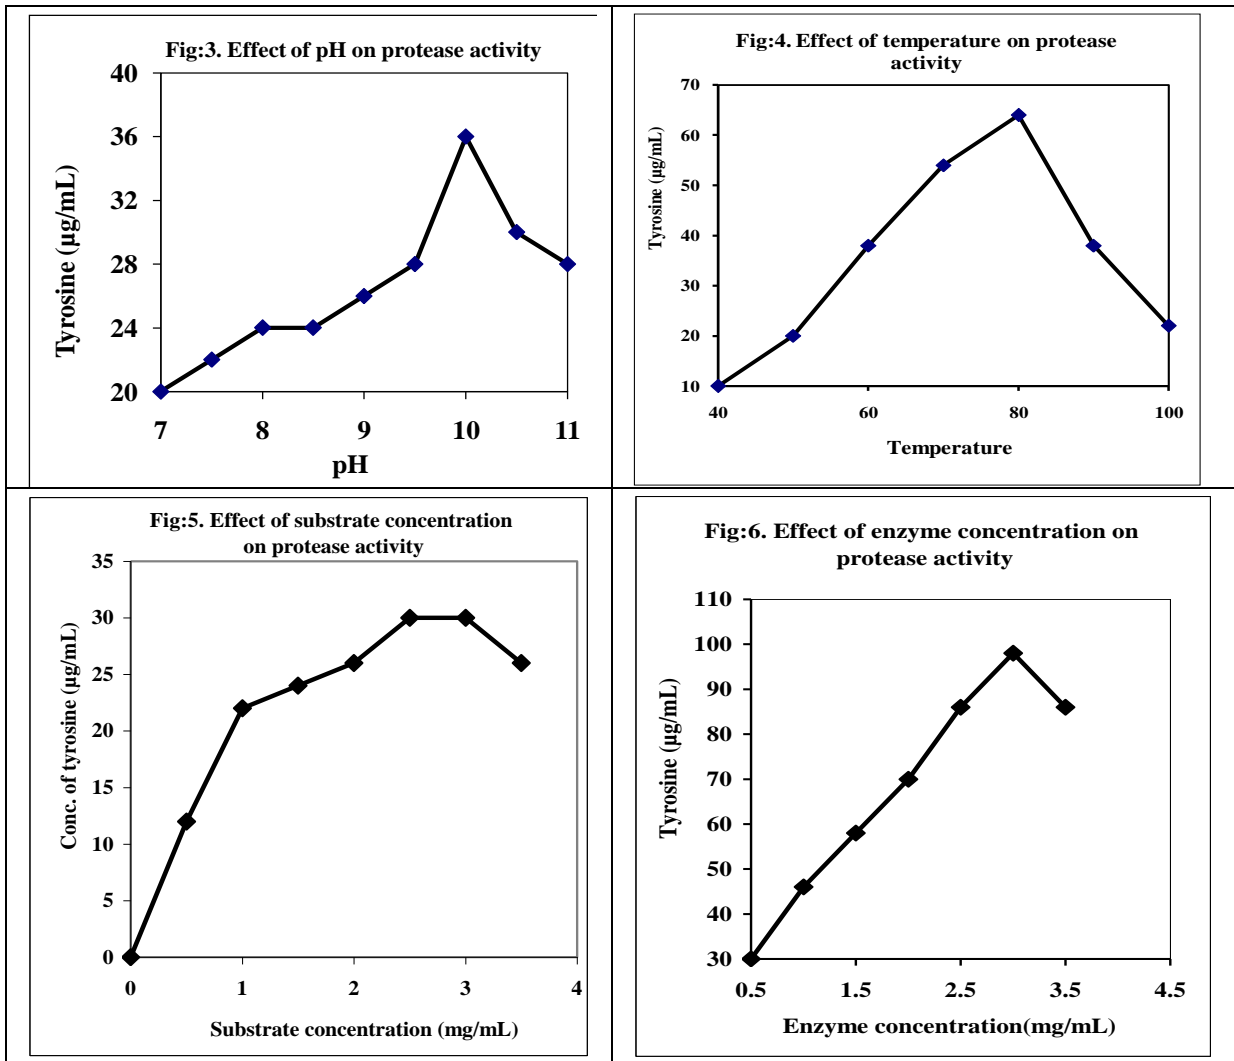 Fig:3. Effect of pH on protease activity
40
36
32
28
24
20
Tyrosine (µg/mL)
7 8 9 10 11
pH
Fig:4. Effect of temperature on protease
activity
70
60
50
40
30
20
10
Tyrosine (µg/mL)
40 60 80 100
Temperature
Fig:5. Effect of substrate concentration
on protease activity
35
30
25
20
15
10
5
0
Conc. of tyrosine (µg/mL)
0 1 2 3 4
Substrate concentration (mg/mL)
Fig:6. Effect of enzyme concentration on
protease activity
110
100
90
80
70
60
50
40
30
Tyrosine (µg/mL)
0.5 1.5 2.5 3.5 4.5
Enzyme concentration(mg/mL)